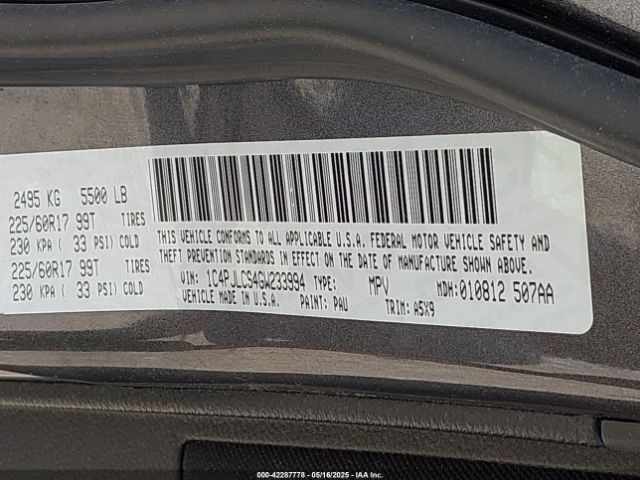 2495 KG 5500 LB
225/60R17 99T TIRES
230 KPA ( 33 PSI) COLD
225/60R17 99T TIRES
230 KPA ( 33 PSI) COLD
THIS VEHICLE CONFORMS TO ALL APPLICABLE U.S.A. FEDERAL MOTOR VEHICLE SAFETY AND
THEFT PREVENTION STANDARDS IN EFFECT ON THE DATE OF MANUFACTURE SHOWN ABOVE.
VIN: 1C4PJLCS4GW233994 TYPE: MPV MDH:010812 507AA
VEHICLE MADE IN U.S.A. PAINT: PAU TRIM: A5X9
000-42287778 - 05/16/2025 - IAA Inc.